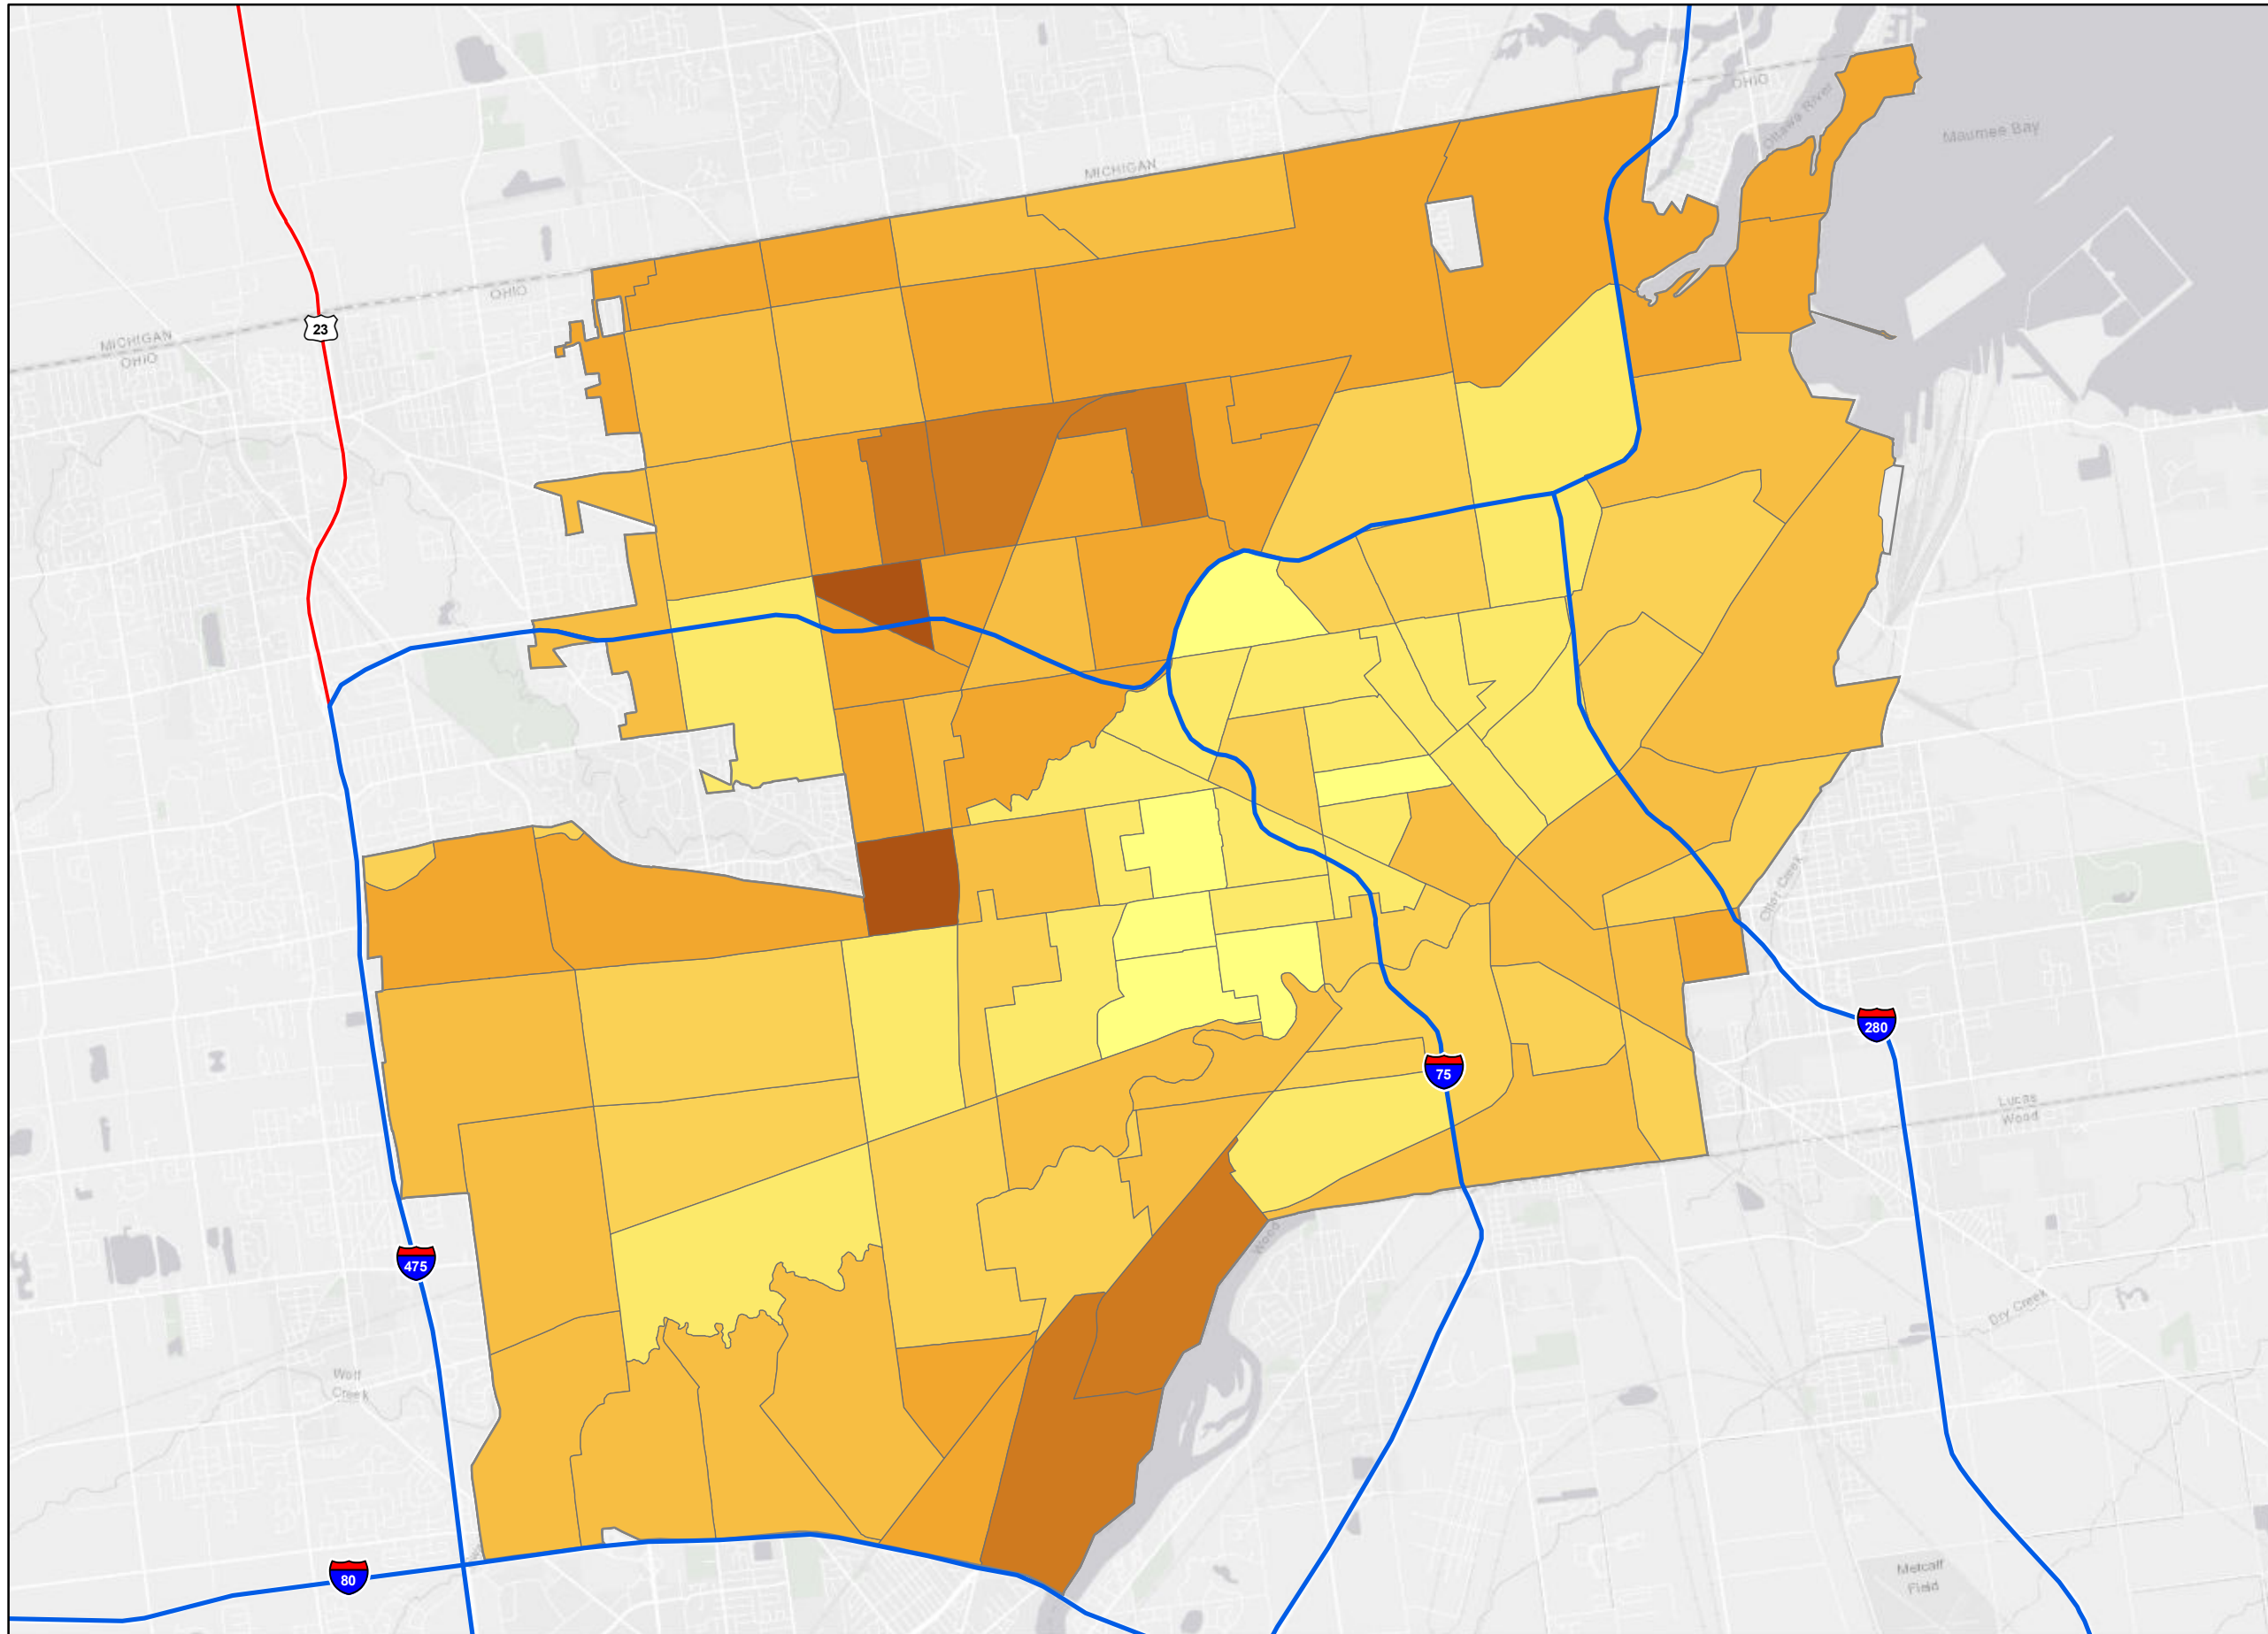 OHIO
Ottawa River
Maumee Bay
MICHIGAN
OHIO
23
MICHIGAN
OHIO
Otter Creek
280
75
Lucas
Wood
Wood
475
Dry Creek
Wolf
Creek
80
Metcalf
Field